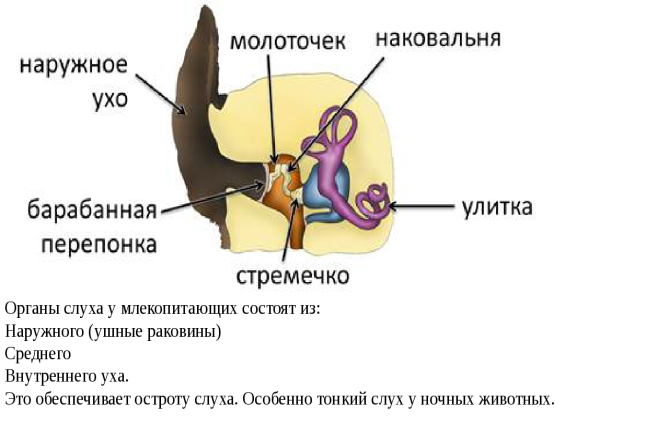 молоточек
наковальня
наружное
ухо
барабанная
перепонка
улитка
стремечко
Органы слуха у млекопитающих состоят из:
Наружного (ушные раковины)
Среднего
Внутреннего уха.
Это обеспечивает остроту слуха. Особенно тонкий слух у ночных животных.